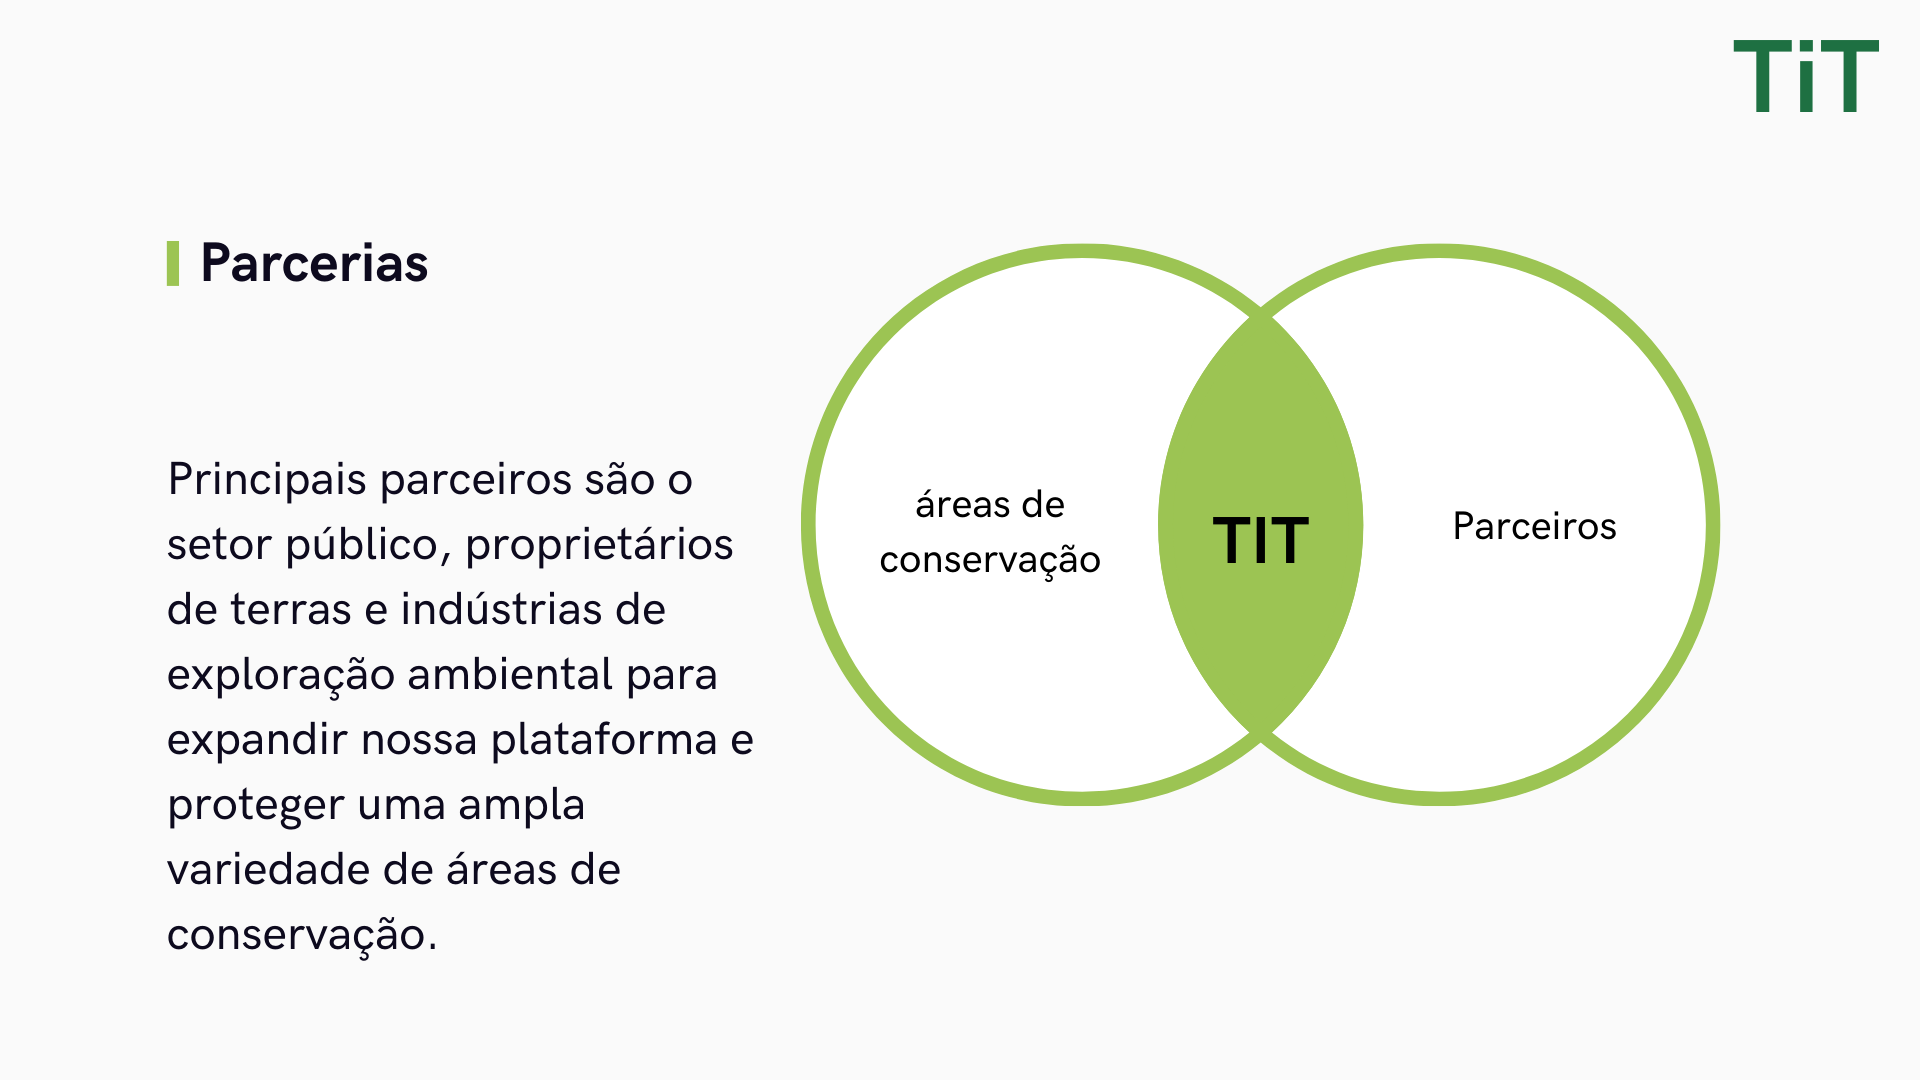 TiT
Parcerias
Principais parceiros são o
setor público, proprietários
de terras e indústrias de
exploração ambiental para
expandir nossa plataforma e
proteger uma ampla
variedade de áreas de
conservação.
áreas de
conservação
TIT
Parceiros